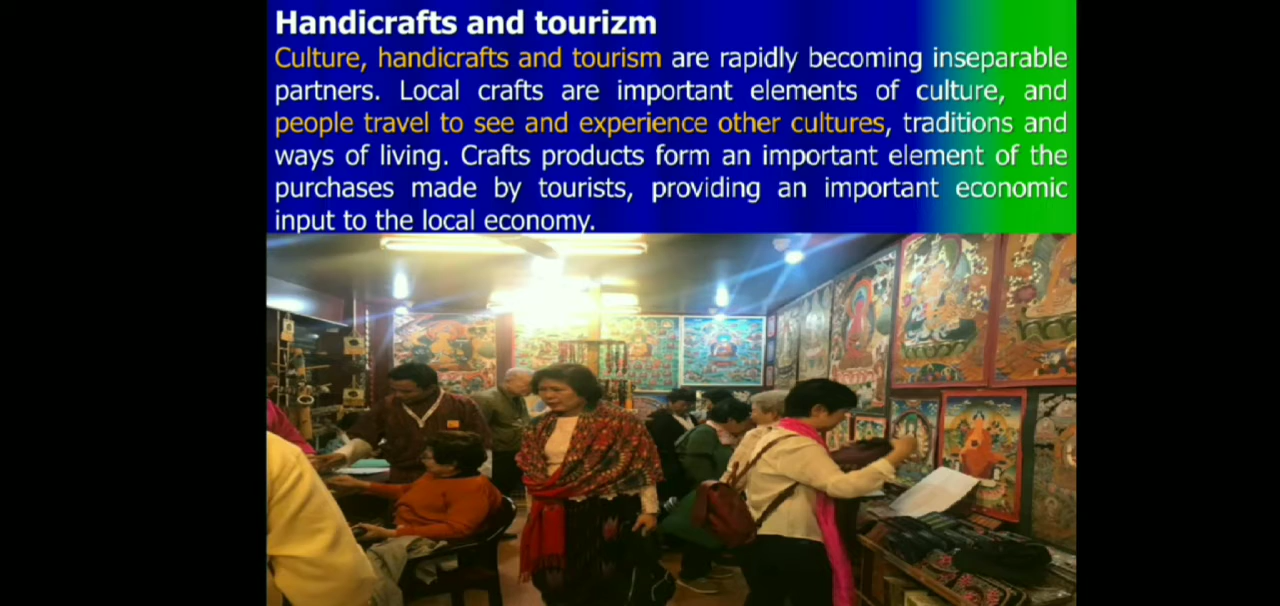 Handicrafts and tourizm
Culture, handicrafts and tourism are rapidly becoming inseparable
partners. Local crafts are important elements of culture, and
people travel to see and experience other cultures, traditions and
ways of living. Crafts products form an important element of the
purchases made by tourists, providing an important economic
input to the local economy.